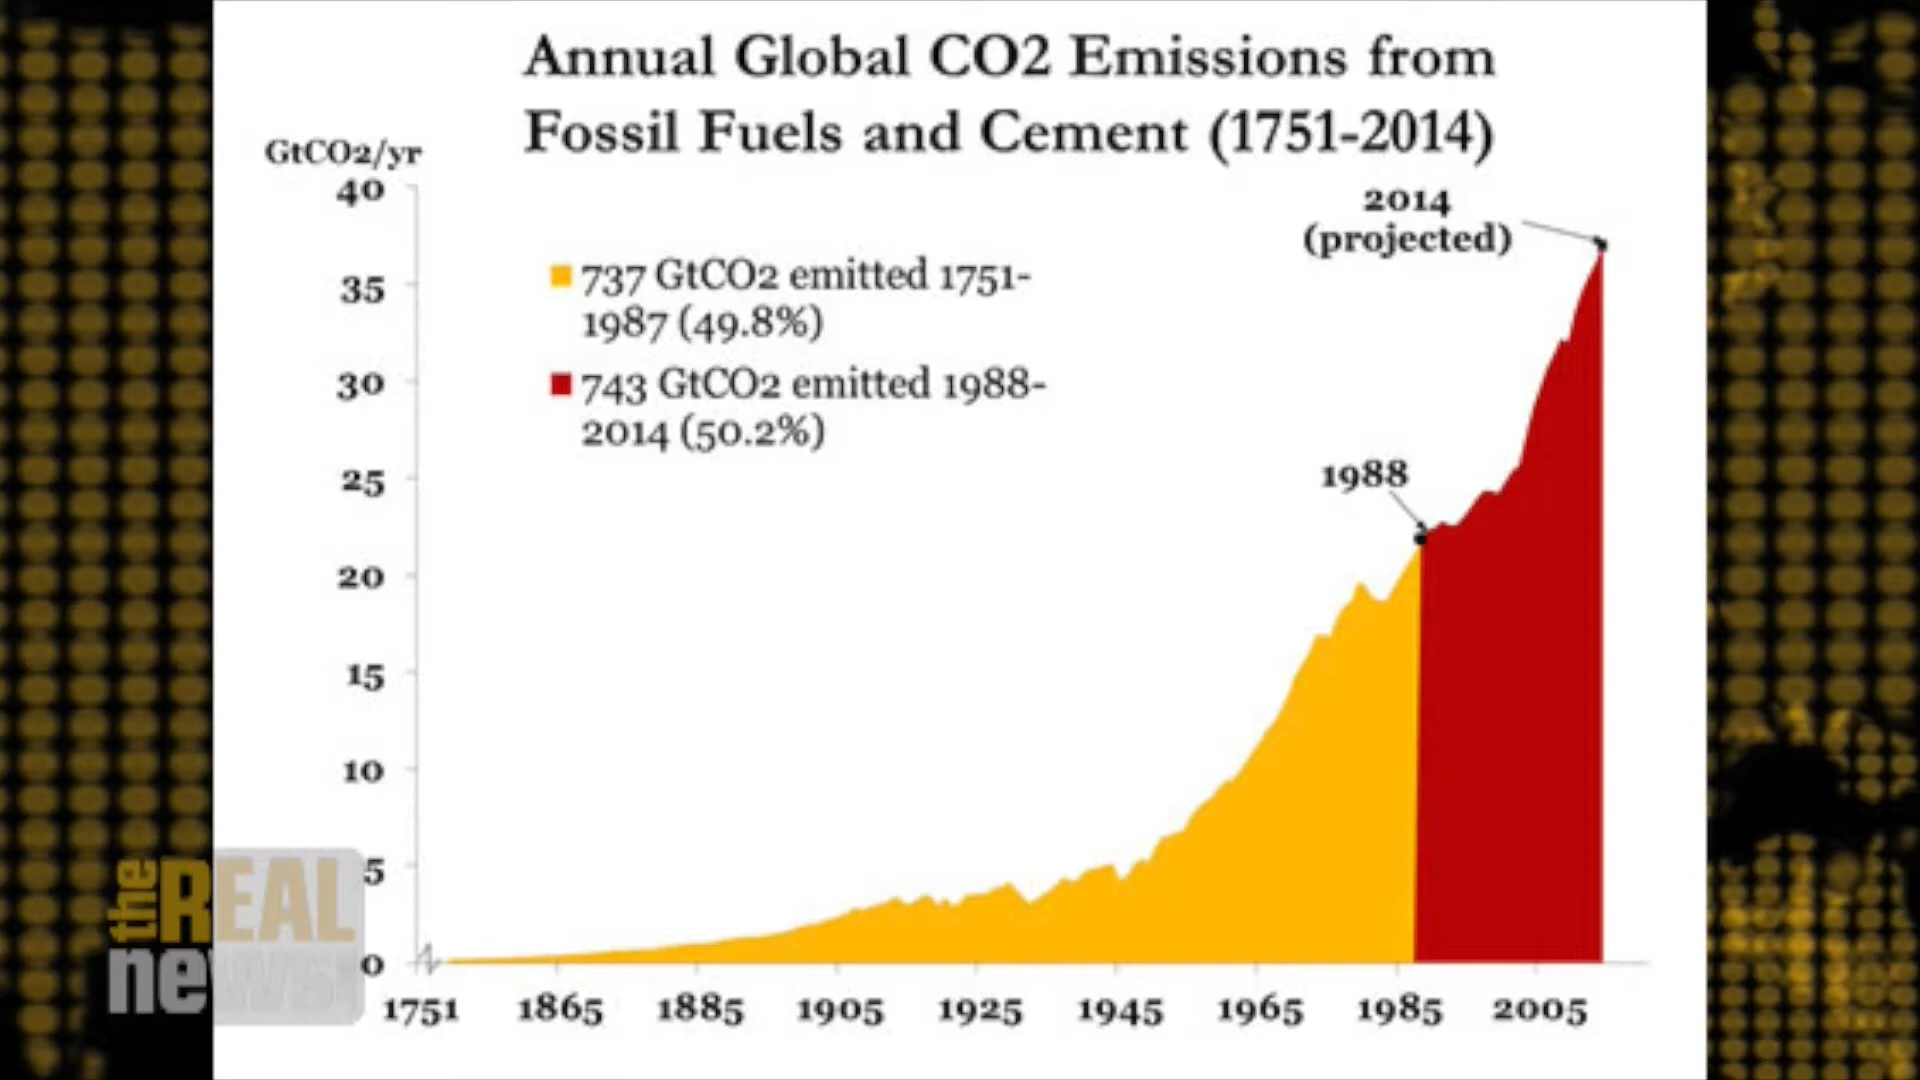 Annual Global CO2 Emissions from
Fossil Fuels and Cement (1751-2014)
GtCO2/yr
40
35
30
25
20
15
10
5
0
737 GtCO2 emitted 1751-
1987 (49.8%)
743 GtCO2 emitted 1988-
2014 (50.2%)
2014
(projected)
1988
1751 1865 1885 1905 1925 1945 1965 1985 2005
the REAL
news